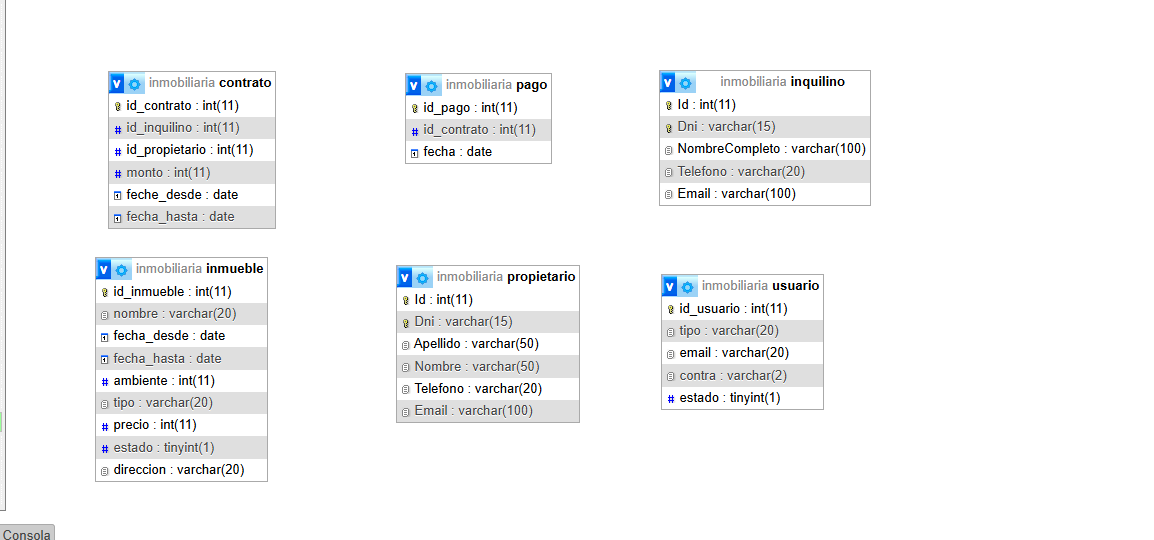 inmobiliaria contrato
id_contrato : int(11)
id_inquilino : int(11)
id_propietario : int(11)
monto : int(11)
feche_desde : date
fecha_hasta : date
inmobiliaria pago
id_pago : int(11)
id_contrato : int(11)
fecha : date
inmobiliaria inquilino
Id : int(11)
Dni : varchar(15)
NombreCompleto : varchar(100)
Telefono : varchar(20)
Email : varchar(100)
inmobiliaria inmueble
id_inmueble : int(11)
nombre : varchar(20)
fecha_desde : date
fecha_hasta : date
ambiente : int(11)
tipo : varchar(20)
precio : int(11)
estado : tinyint(1)
direccion : varchar(20)
inmobiliaria propietario
Id : int(11)
Dni : varchar(15)
Apellido : varchar(50)
Nombre : varchar(50)
Telefono : varchar(20)
Email : varchar(100)
inmobiliaria usuario
id_usuario : int(11)
tipo : varchar(20)
email : varchar(20)
contra : varchar(2)
estado : tinyint(1)
Consola